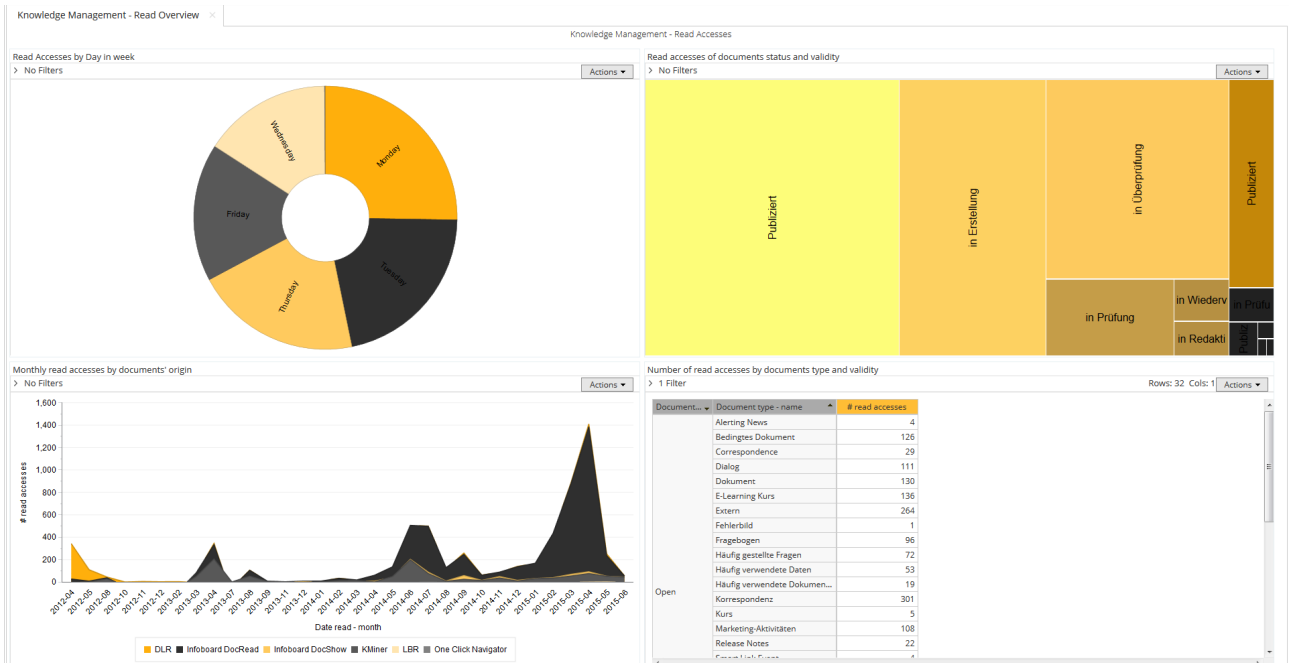 Knowledge Management - Read Overview ×
Knowledge Management - Read Accesses
Read Accesses by Day in week
> No Filters
Actions
Monday
Tuesday
Thursday
Friday
Wednesday
Read accesses of documents status and validity
> No Filters
Actions
Publiziert
in Erstellung
in Überprüfung
in Prüfung
in Wiederv
in Redakti
Publiziert
in Prüfu
Publiz
Monthly read accesses by documents' origin
> No Filters
Actions
# read accesses
1,600
1,400
1,200
1,000
800
600
400
200
0
2012-04 2012-05 2012-08 2012-10 2012-11 2012-12 2013-02 2013-03 2013-04 2013-07 2013-08 2013-09 2013-11 2013-12 2014-01 2014-02 2014-03 2014-04 2014-05 2014-06 2014-07 2014-08 2014-09 2014-10 2014-11 2014-12 2015-01 2015-02 2015-03 2015-04 2015-05 2015-06
Date read - month
DLR Infoboard DocRead Infoboard DocShow KMiner LBR One Click Navigator
Number of read accesses by documents type and validity
> 1 Filter
Rows: 32 Cols: 1 Actions
Document... Document type - name # read accesses
Open
Alerting News 4
Bedingtes Dokument 126
Correspondence 29
Dialog 111
Dokument 130
E-Learning Kurs 136
Extern 264
Fehlerbild 1
Fragebogen 96
Häufig gestellte Fragen 72
Häufig verwendete Daten 53
Häufig verwendete Dokumen... 19
Korrespondenz 301
Kurs 5
Marketing-Aktivitäten 108
Release Notes 22